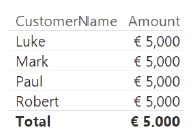 CustomerName Amount
Luke € 5,000
Mark € 5,000
Paul € 5,000
Robert € 5,000
Total € 5,000